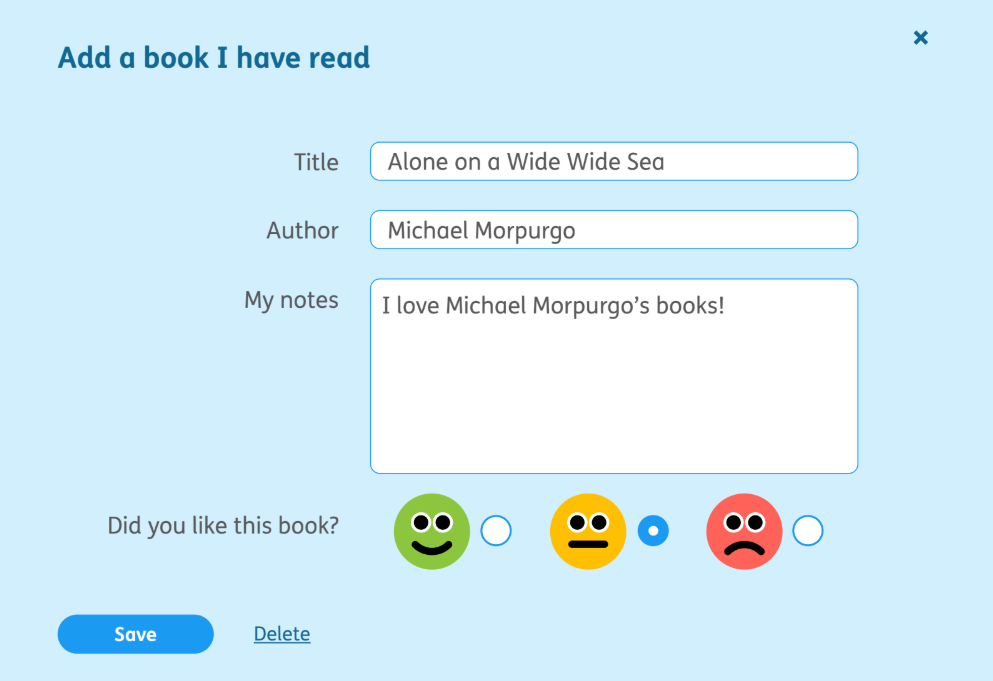 Add a book I have read
Title
Alone on a Wide Wide Sea
Author
Michael Morpurgo
My notes
I love Michael Morpurgo’s books!
Did you like this book?
Save
Delete